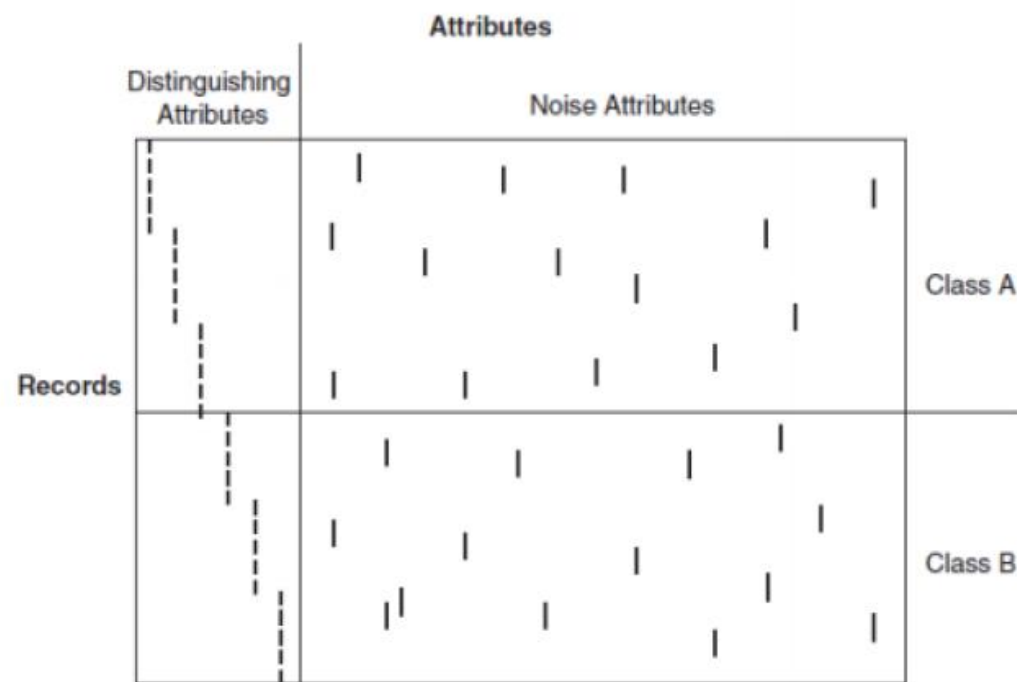 Attributes
Distinguishing
Attributes
Noise Attributes
Class A
Records
Class B